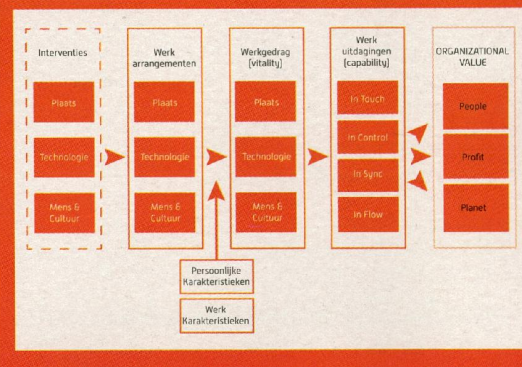 Interventies
Plaats
Technologie
Mens &
Cultuur
Werk
arrangementen
Plaats
Technologie
Mens &
Cultuur
Werkgedrag
[vitality]
Plaats
Technologie
Mens &
Cultuur
Werk
uitdagingen
[capability]
In Touch
In Control
In Sync
In Flow
ORGANIZATIONAL
VALUE
People
Profit
Planet
Persoonlijke
Karakteristieken
Werk
Karakteristieken